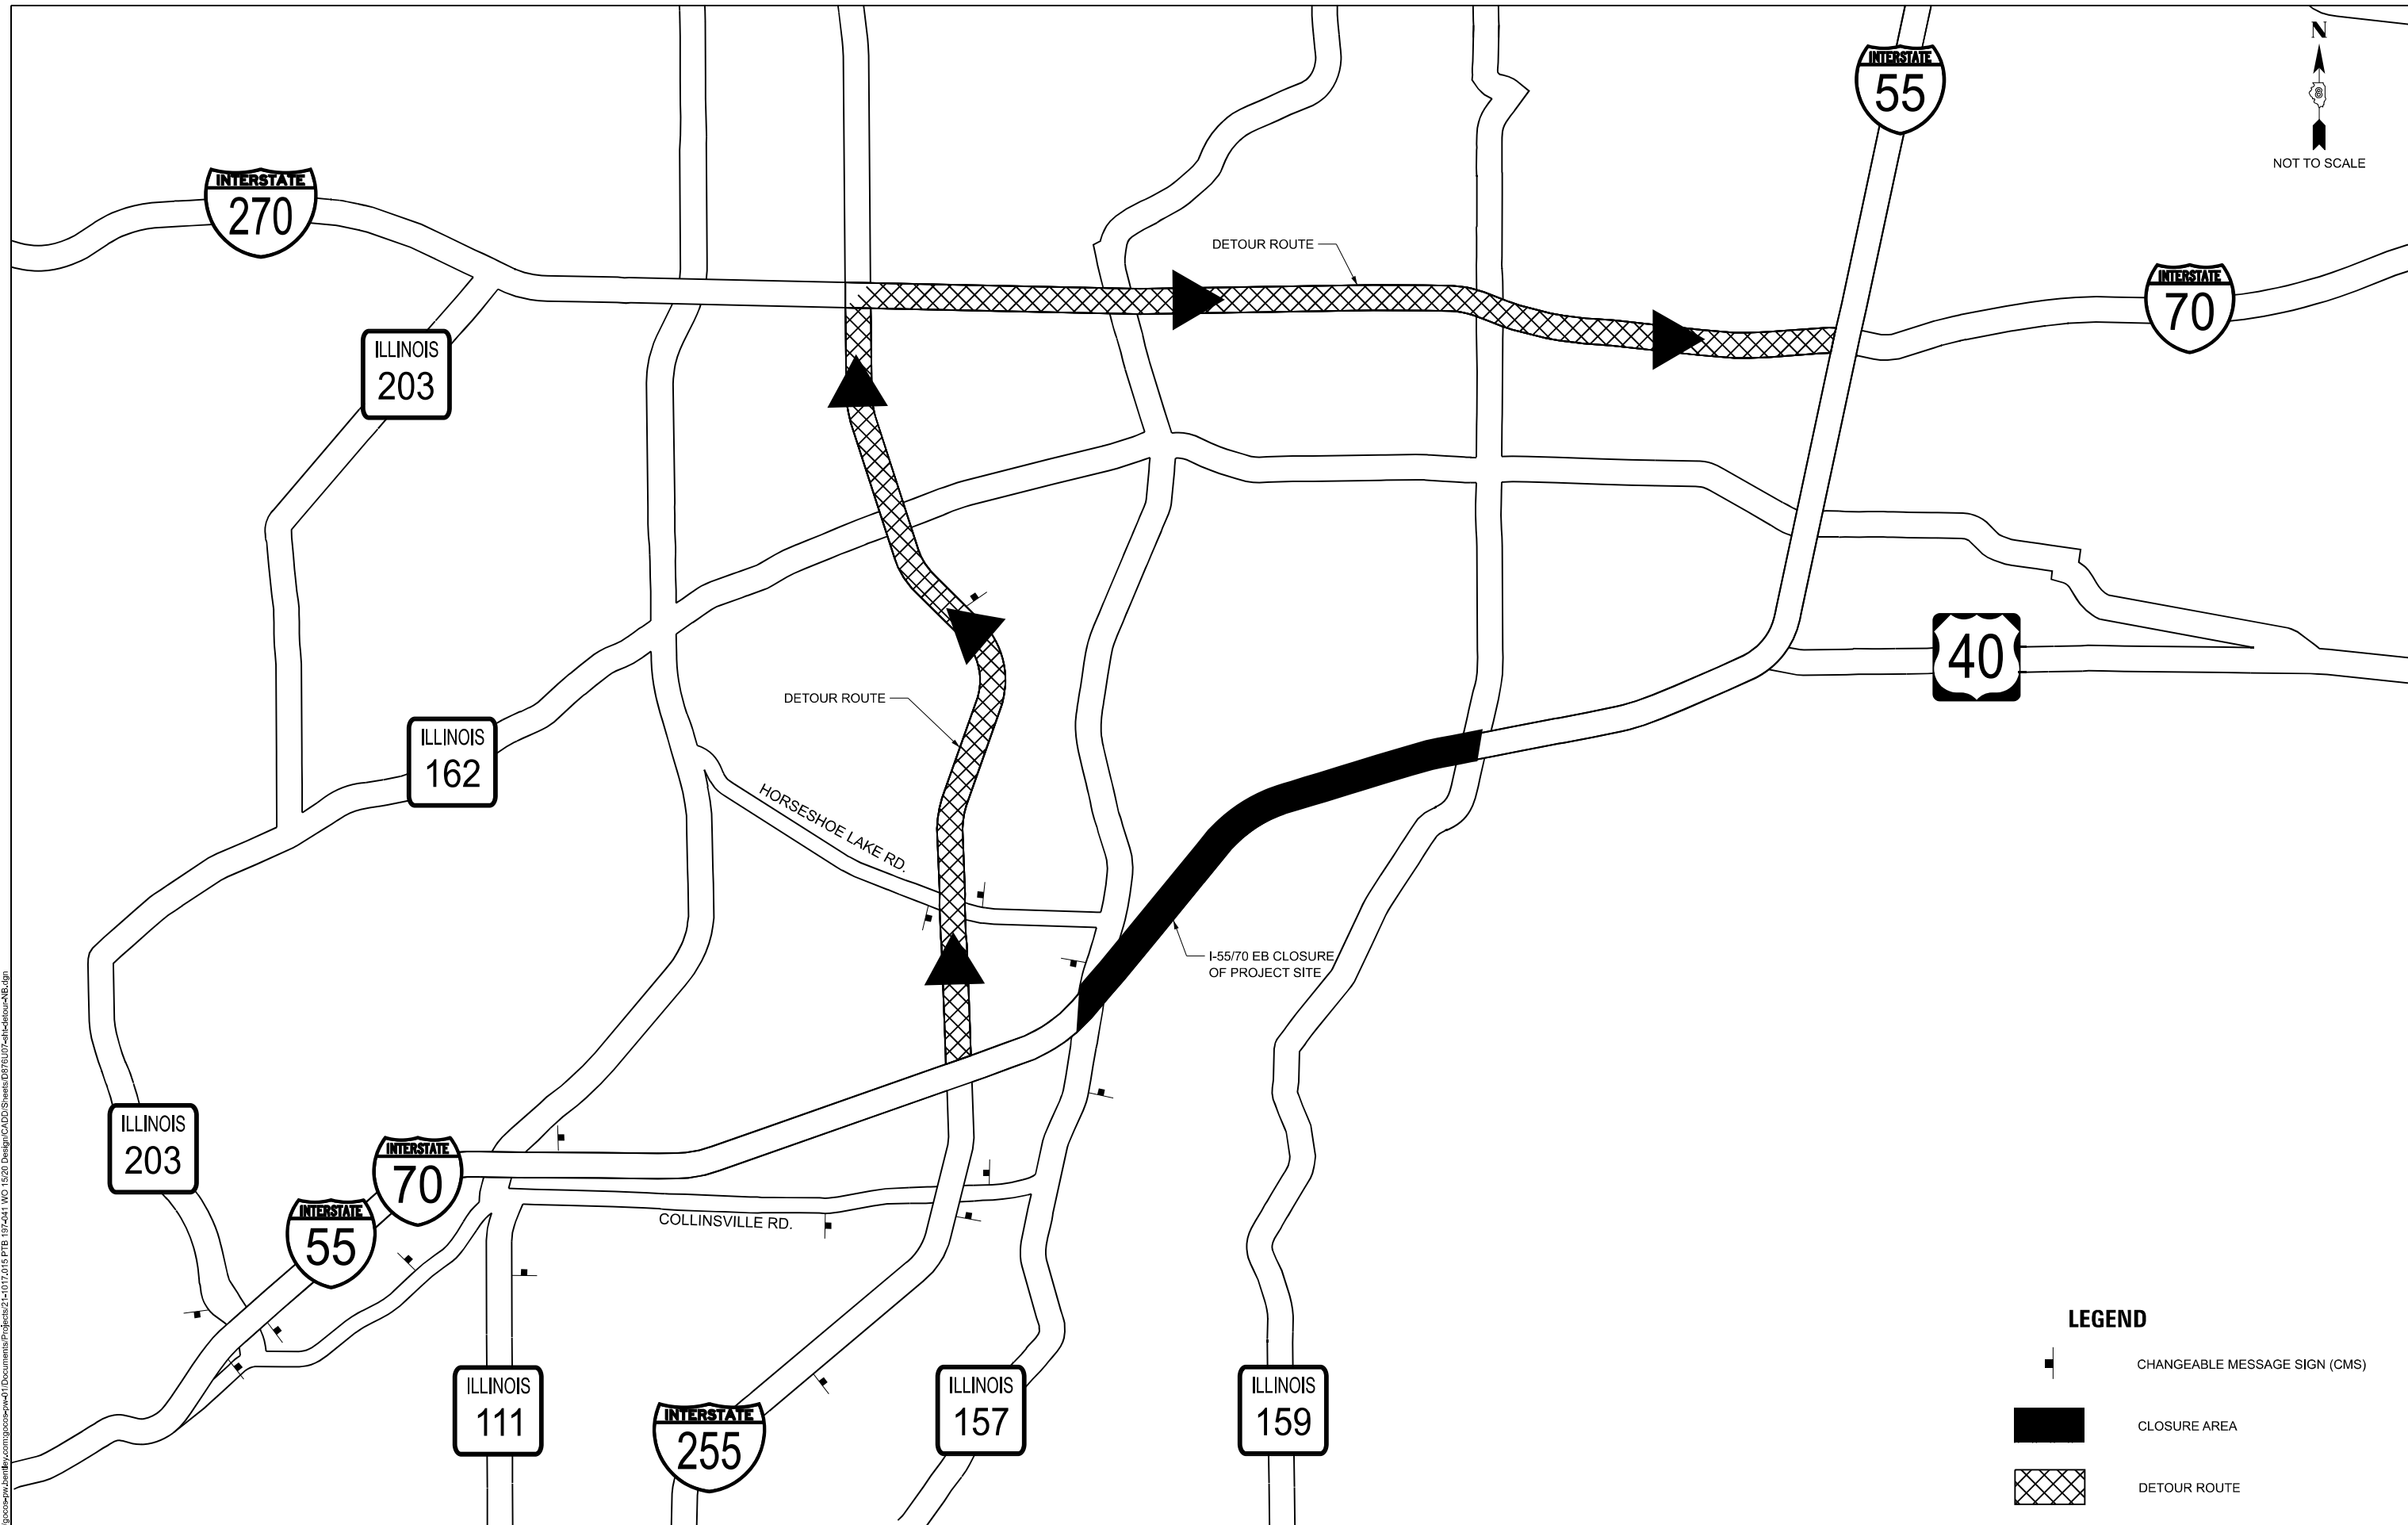 N
8
NOT TO SCALE
INTERSTATE
55
INTERSTATE
270
DETOUR ROUTE
INTERSTATE
70
ILLINOIS
203
DETOUR ROUTE
40
ILLINOIS
162
HORSESHOE LAKE RD.
I-55/70 EB CLOSURE
OF PROJECT SITE
ILLINOIS
203
INTERSTATE
70
INTERSTATE
55
COLLINSVILLE RD.
ILLINOIS
111
INTERSTATE
255
ILLINOIS
157
ILLINOIS
159
LEGEND
CHANGEABLE MESSAGE SIGN (CMS)
CLOSURE AREA
DETOUR ROUTE